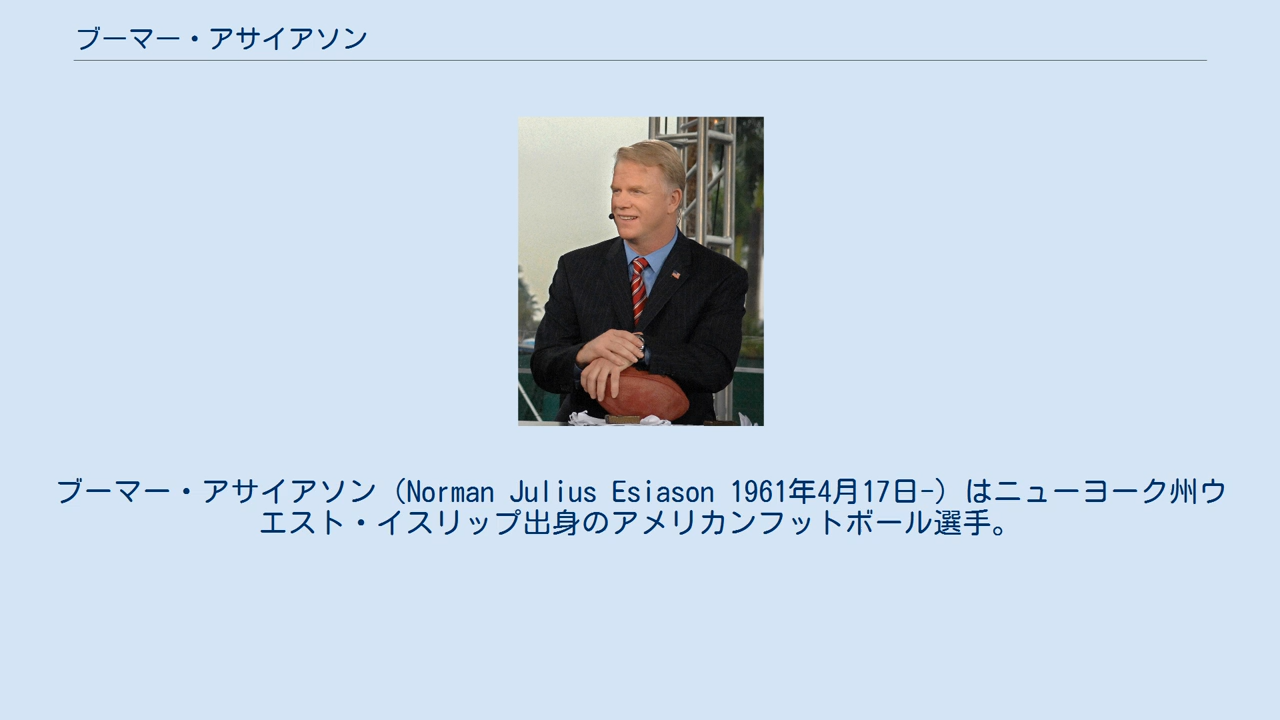 ブーマー・アサイアソン
ブーマー・アサイアソン（Norman Julius Esiason 1961年4月17日-）はニューヨーク州ウ
エスト・イスリップ出身のアメリカンフットボール選手。